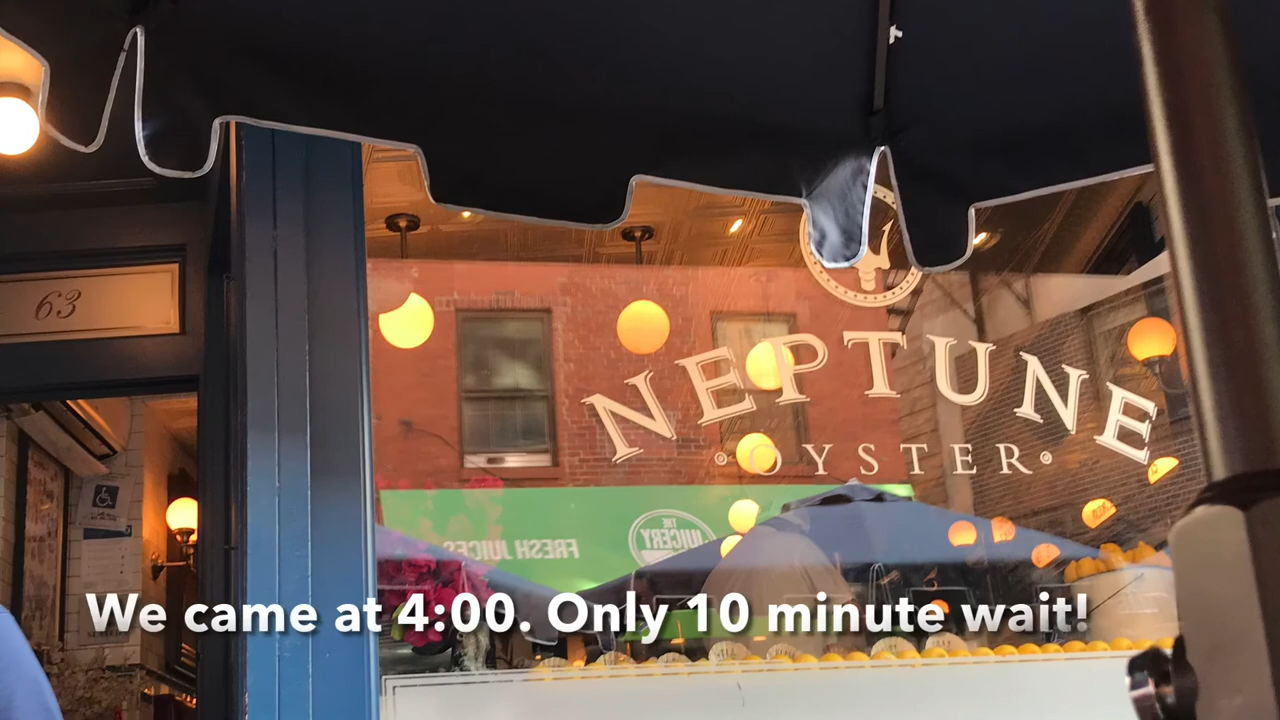 63
NEPTUNE
OYSTER
THE
JUICERY
FRESH JUICES
We came at 4:00. Only 10 minute wait!